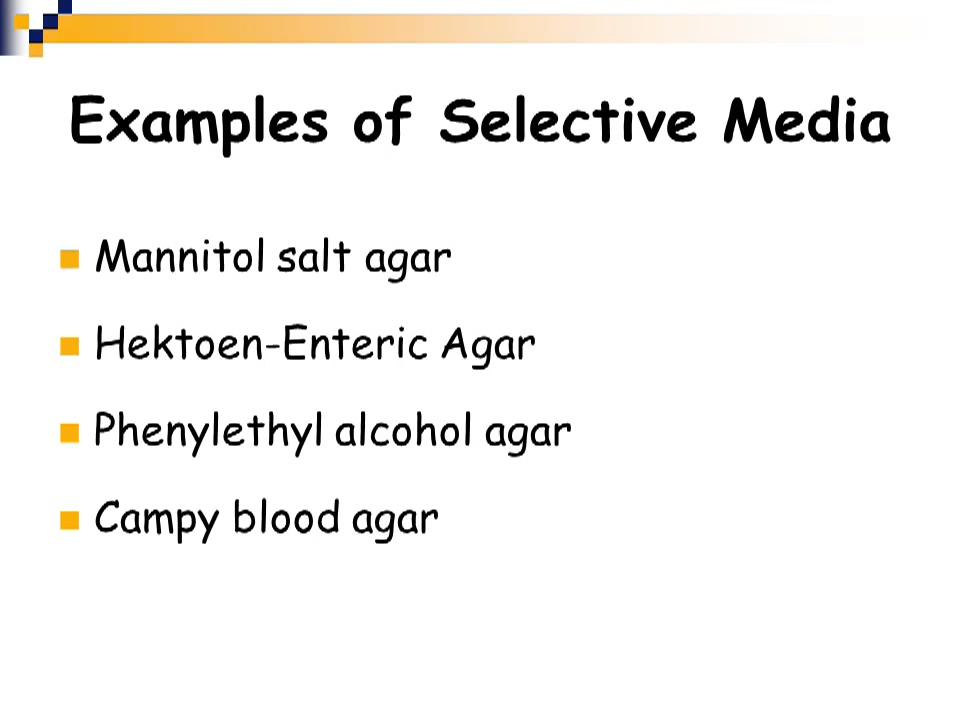 Examples of Selective Media
Mannitol salt agar
Hektoen-Enteric Agar
Phenylethyl alcohol agar
Campy blood agar